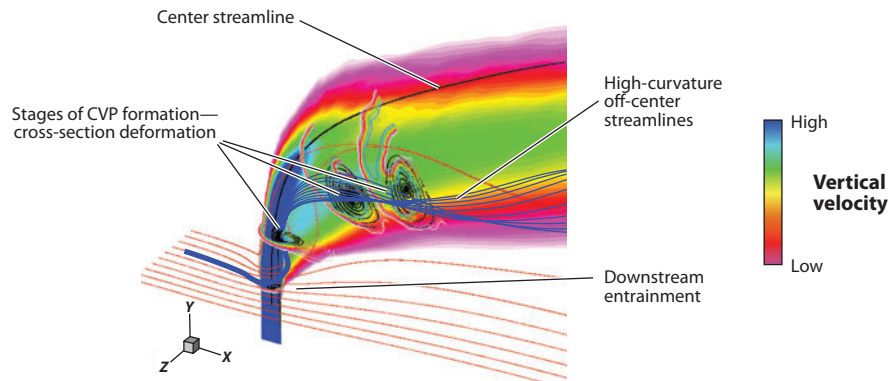 Center streamline
Stages of CVP formation—
cross-section deformation
High-curvature
off-center
streamlines
High
Vertical
velocity
Low
Downstream
entrainment
Y
X
Z